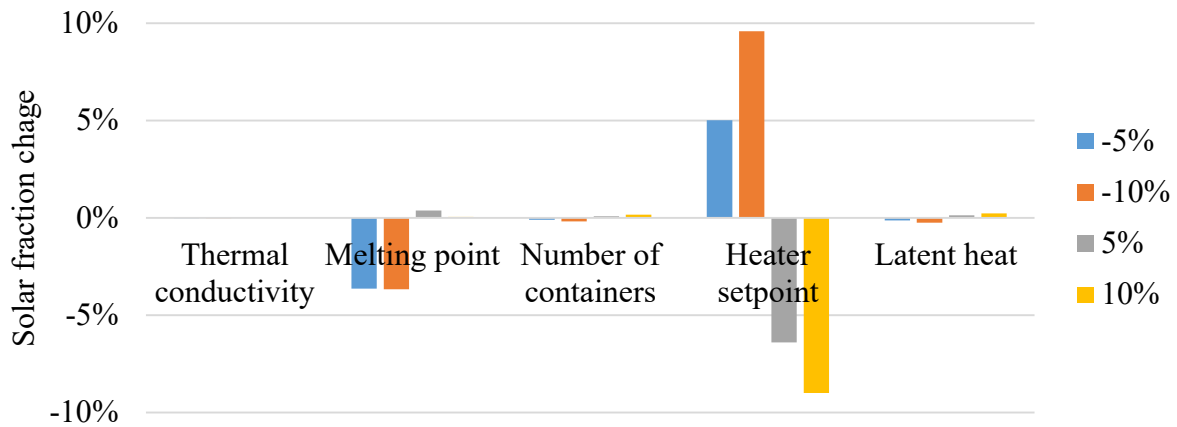 10%
5%
0%
-5%
-10%
Solar fraction chage
Thermal
conductivity
Melting point
Number of
containers
Heater
setpoint
Latent heat
-5%
-10%
5%
10%